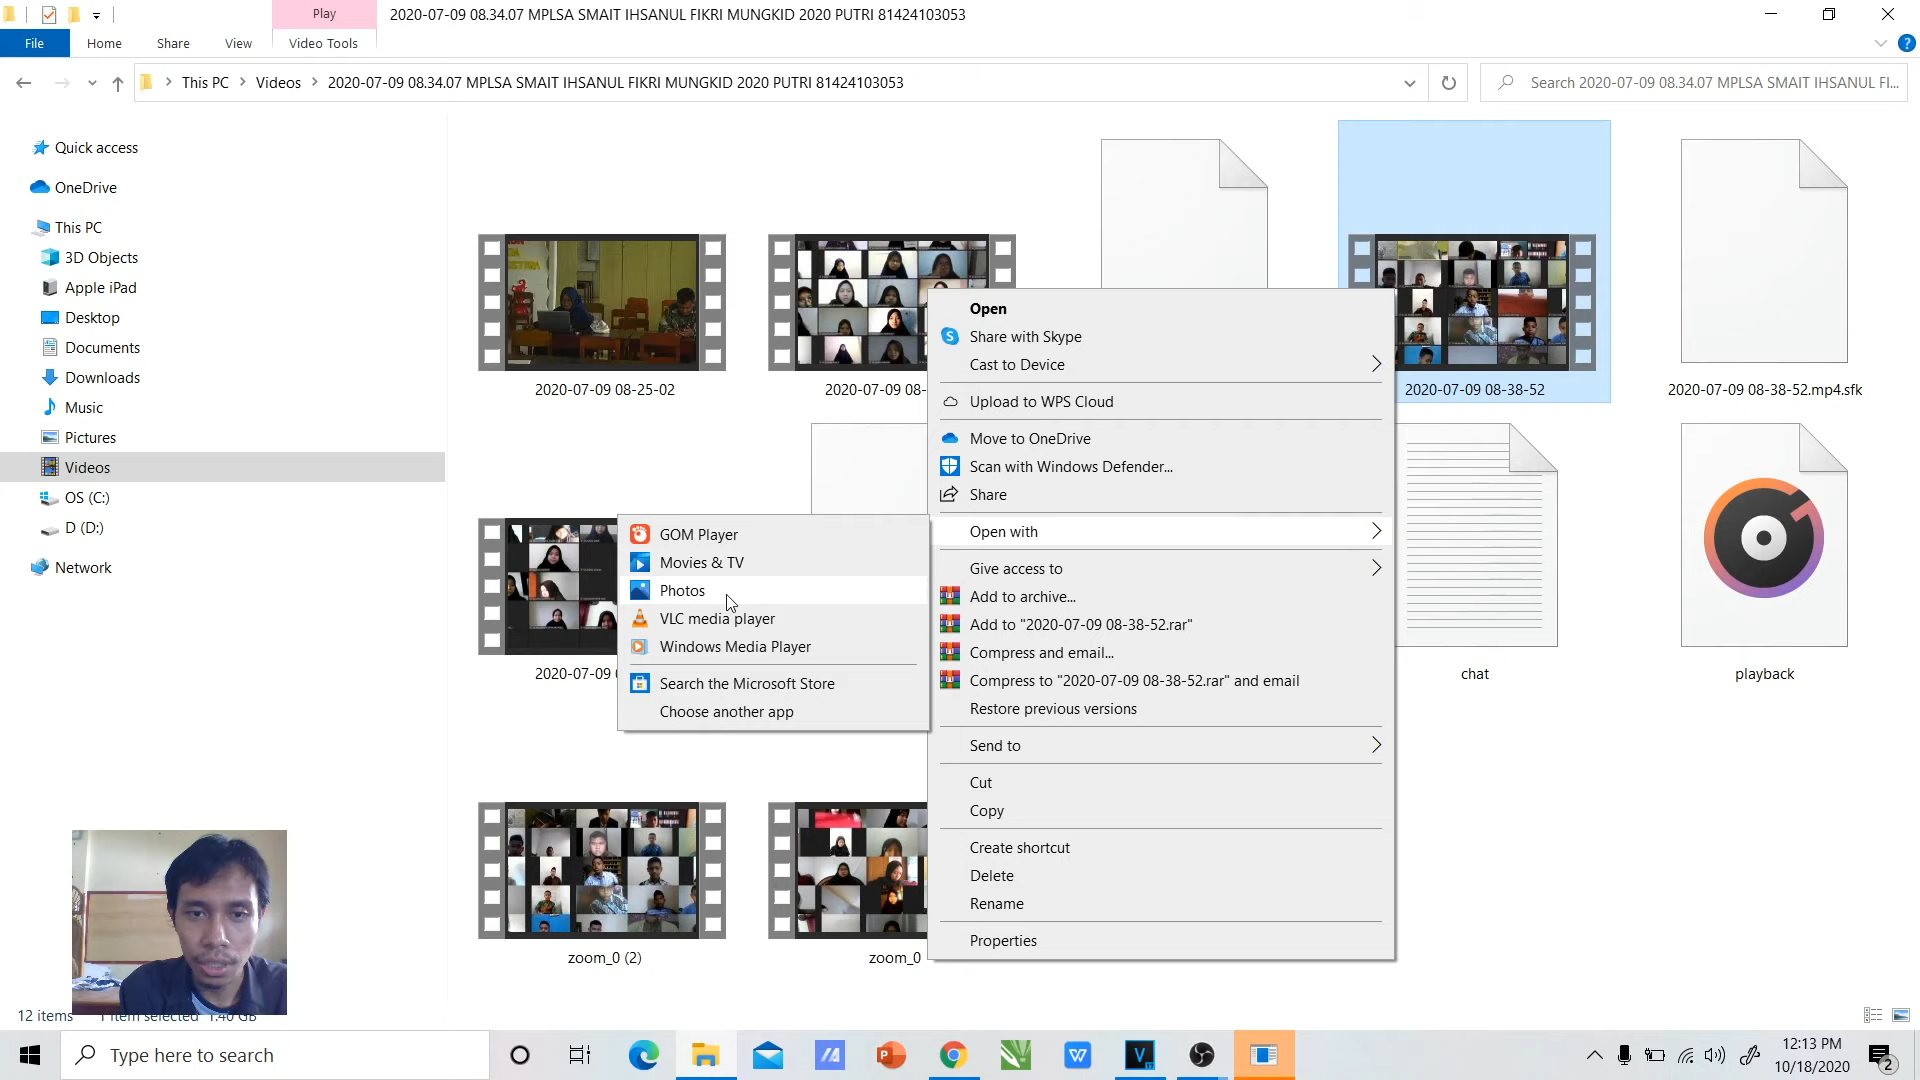 Play
2020-07-09 08.34.07 MPLSA SMAIT IHSANUL FIKRI MUNGKID 2020 PUTRI 81424103053
File
Home
Share
View
Video Tools
This PC
Videos
2020-07-09 08.34.07 MPLSA SMAIT IHSANUL FIKRI MUNGKID 2020 PUTRI 81424103053
Search 2020-07-09 08.34.07 MPLSA SMAIT IHSANUL FI...
Quick access
OneDrive
This PC
3D Objects
Apple iPad
Desktop
Documents
Downloads
Music
Pictures
Videos
OS (C:)
D (D:)
Network
2020-07-09 08-25-02
2020-07-09 08-
2020-07-09 08-38-52
2020-07-09 08-38-52.mp4.sfk
2020-07-09
chat
playback
zoom_0 (2)
zoom_0
Open
Share with Skype
Cast to Device
Upload to WPS Cloud
Move to OneDrive
Scan with Windows Defender...
Share
Open with
Give access to
Add to archive...
Add to "2020-07-09 08-38-52.rar"
Compress and email...
Compress to "2020-07-09 08-38-52.rar" and email
Restore previous versions
Send to
Cut
Copy
Create shortcut
Delete
Rename
Properties
GOM Player
Movies & TV
Photos
VLC media player
Windows Media Player
Search the Microsoft Store
Choose another app
12 items
1 item selected 1.40 GB
Type here to search
12:13 PM
10/18/2020
2